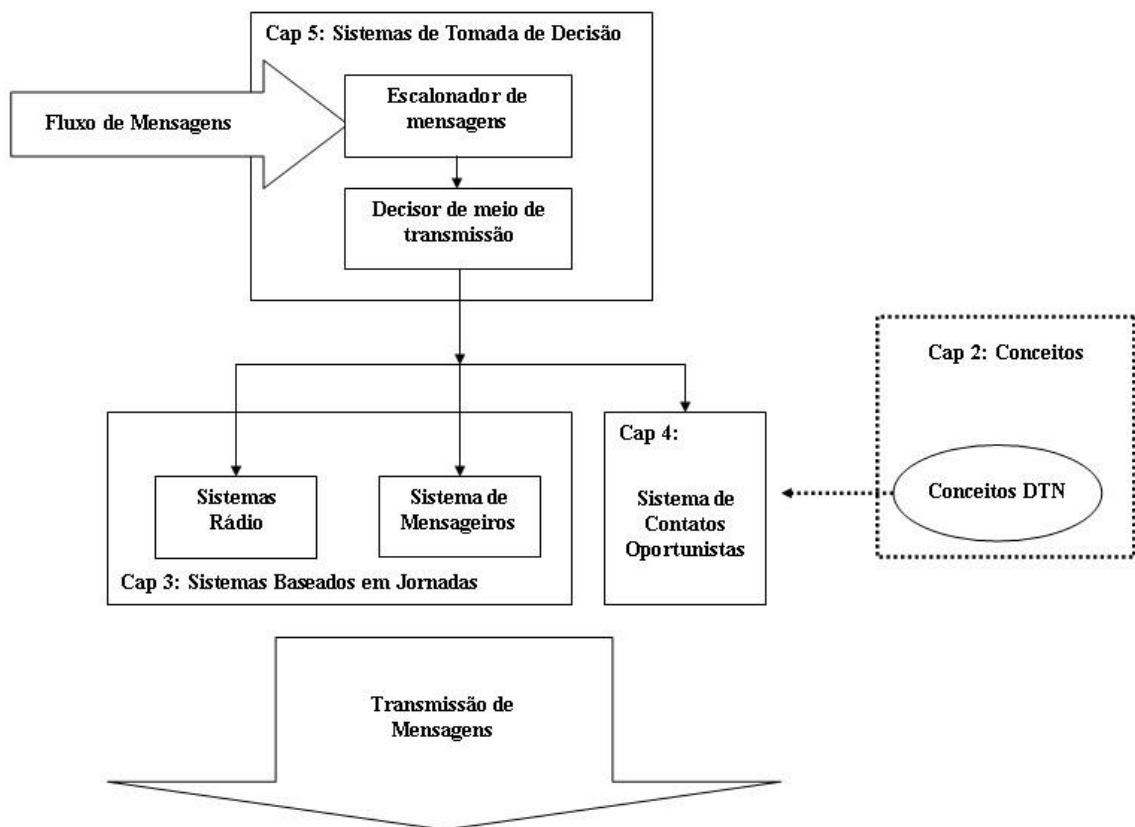 Cap 5: Sistemas de Tomada de Decisão
Fluxo de Mensagens
Escalonador de
mensagens
Decisor de meio de
transmissão
Cap 2: Conceitos
Conceitos DTN
Cap 4:
Sistema de
Contatos
Oportunistas
Sistemas
Rádio
Sistema de
Mensageiros
Cap 3: Sistemas Baseados em Jornadas
Transmissão de
Mensagens